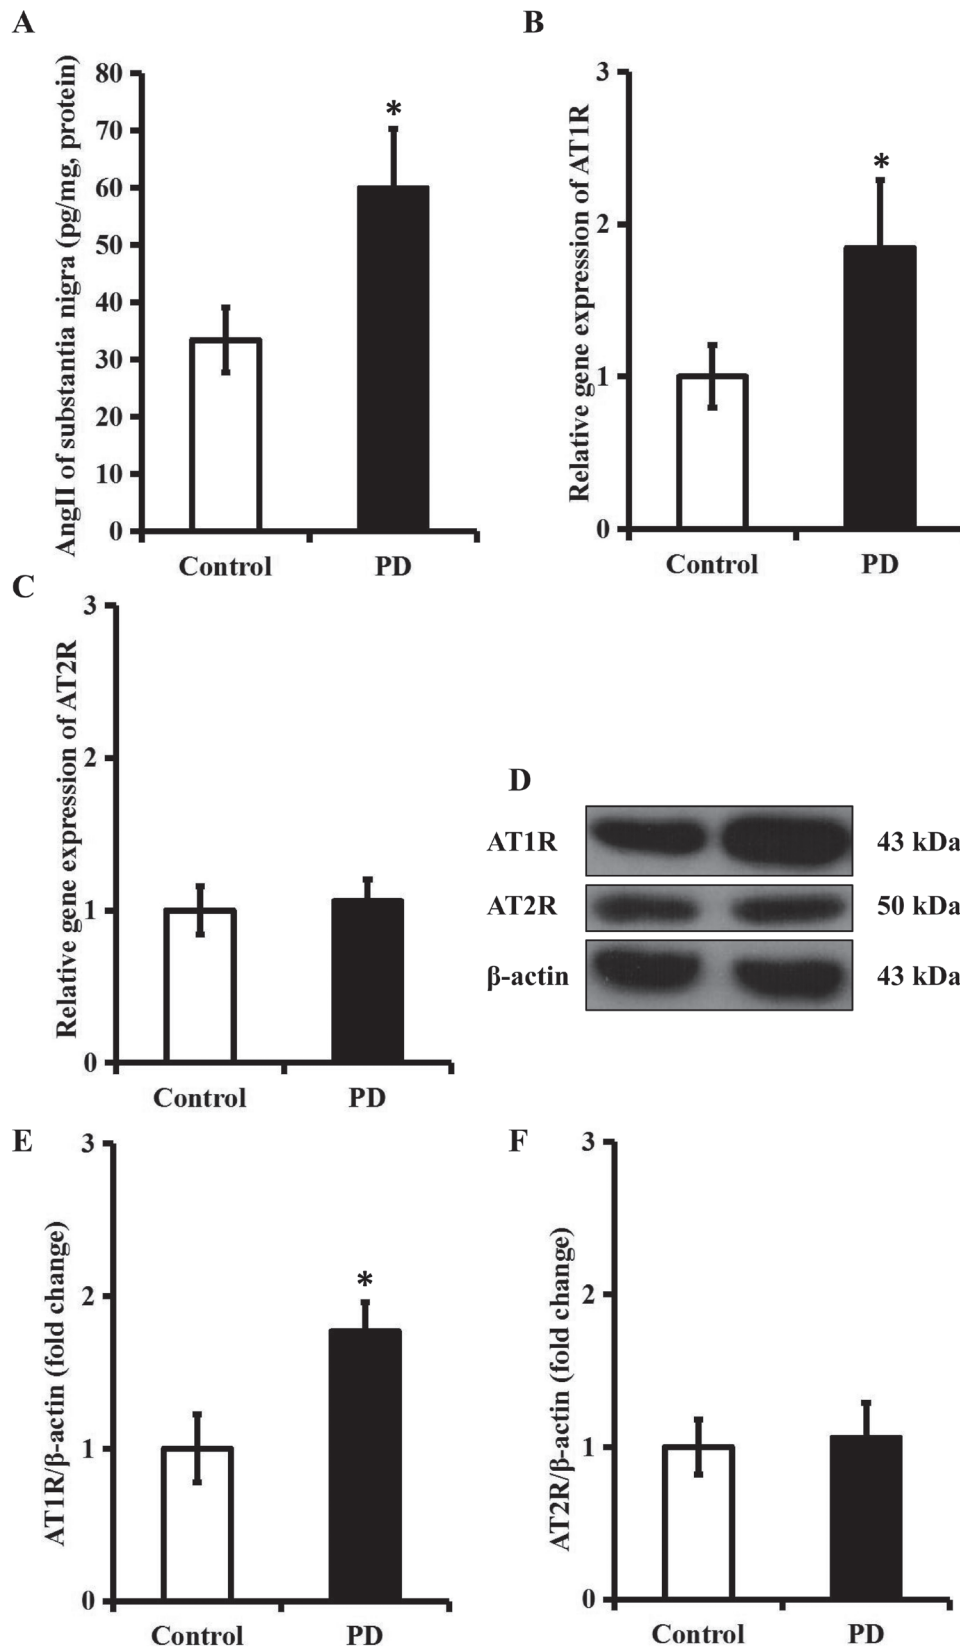 A
AngII of substantia nigra (pg/mg, protein)
80
70
60
50
40
30
20
10
0
*
Control
PD
B
Relative gene expression of AT1R
3
2
1
0
*
Control
PD
C
Relative gene expression of AT2R
3
2
1
0
Control
PD
D
AT1R 43 kDa
AT2R 50 kDa
β-actin 43 kDa
E
AT1R/β-actin (fold change)
3
2
1
0
*
Control
PD
F
AT2R/β-actin (fold change)
3
2
1
0
Control
PD